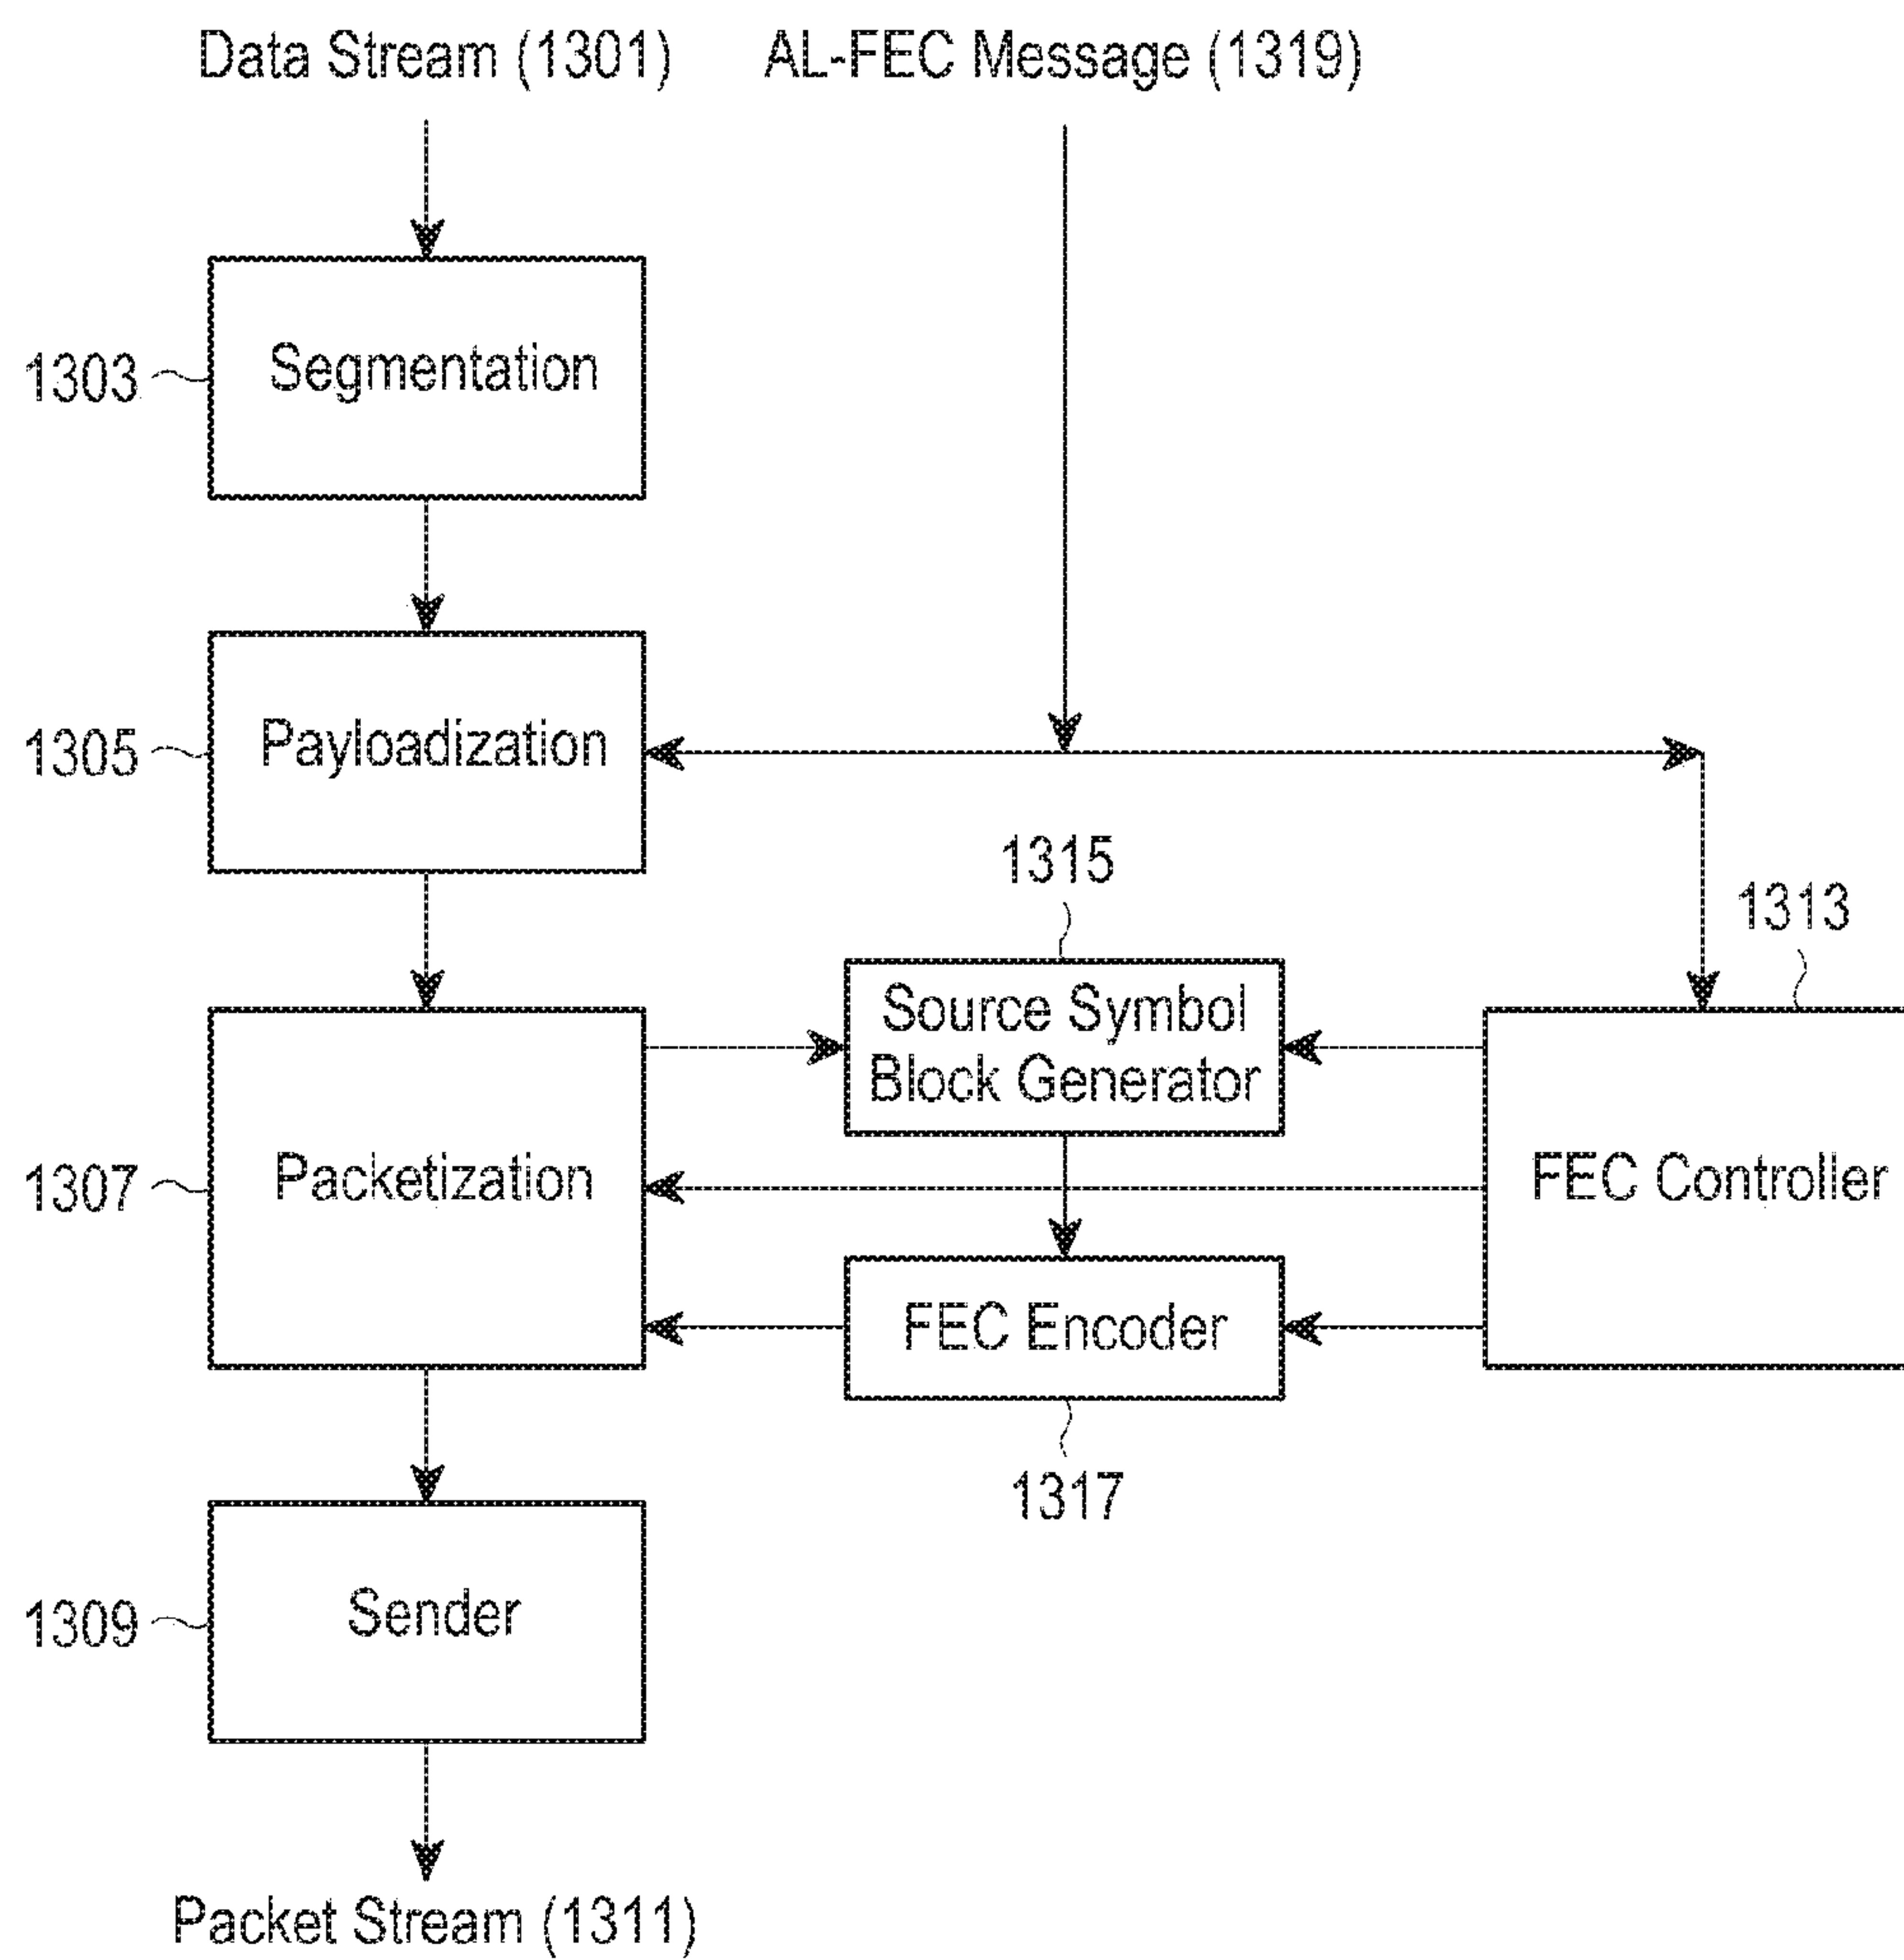 Data Stream (1301)
AL-FEC Message (1319)
1303
Segmentation
1305
Payloadization
1315
1313
Source Symbol
Block Generator
1307
Packetization
FEC Controller
FEC Encoder
1317
1309
Sender
Packet Stream (1311)